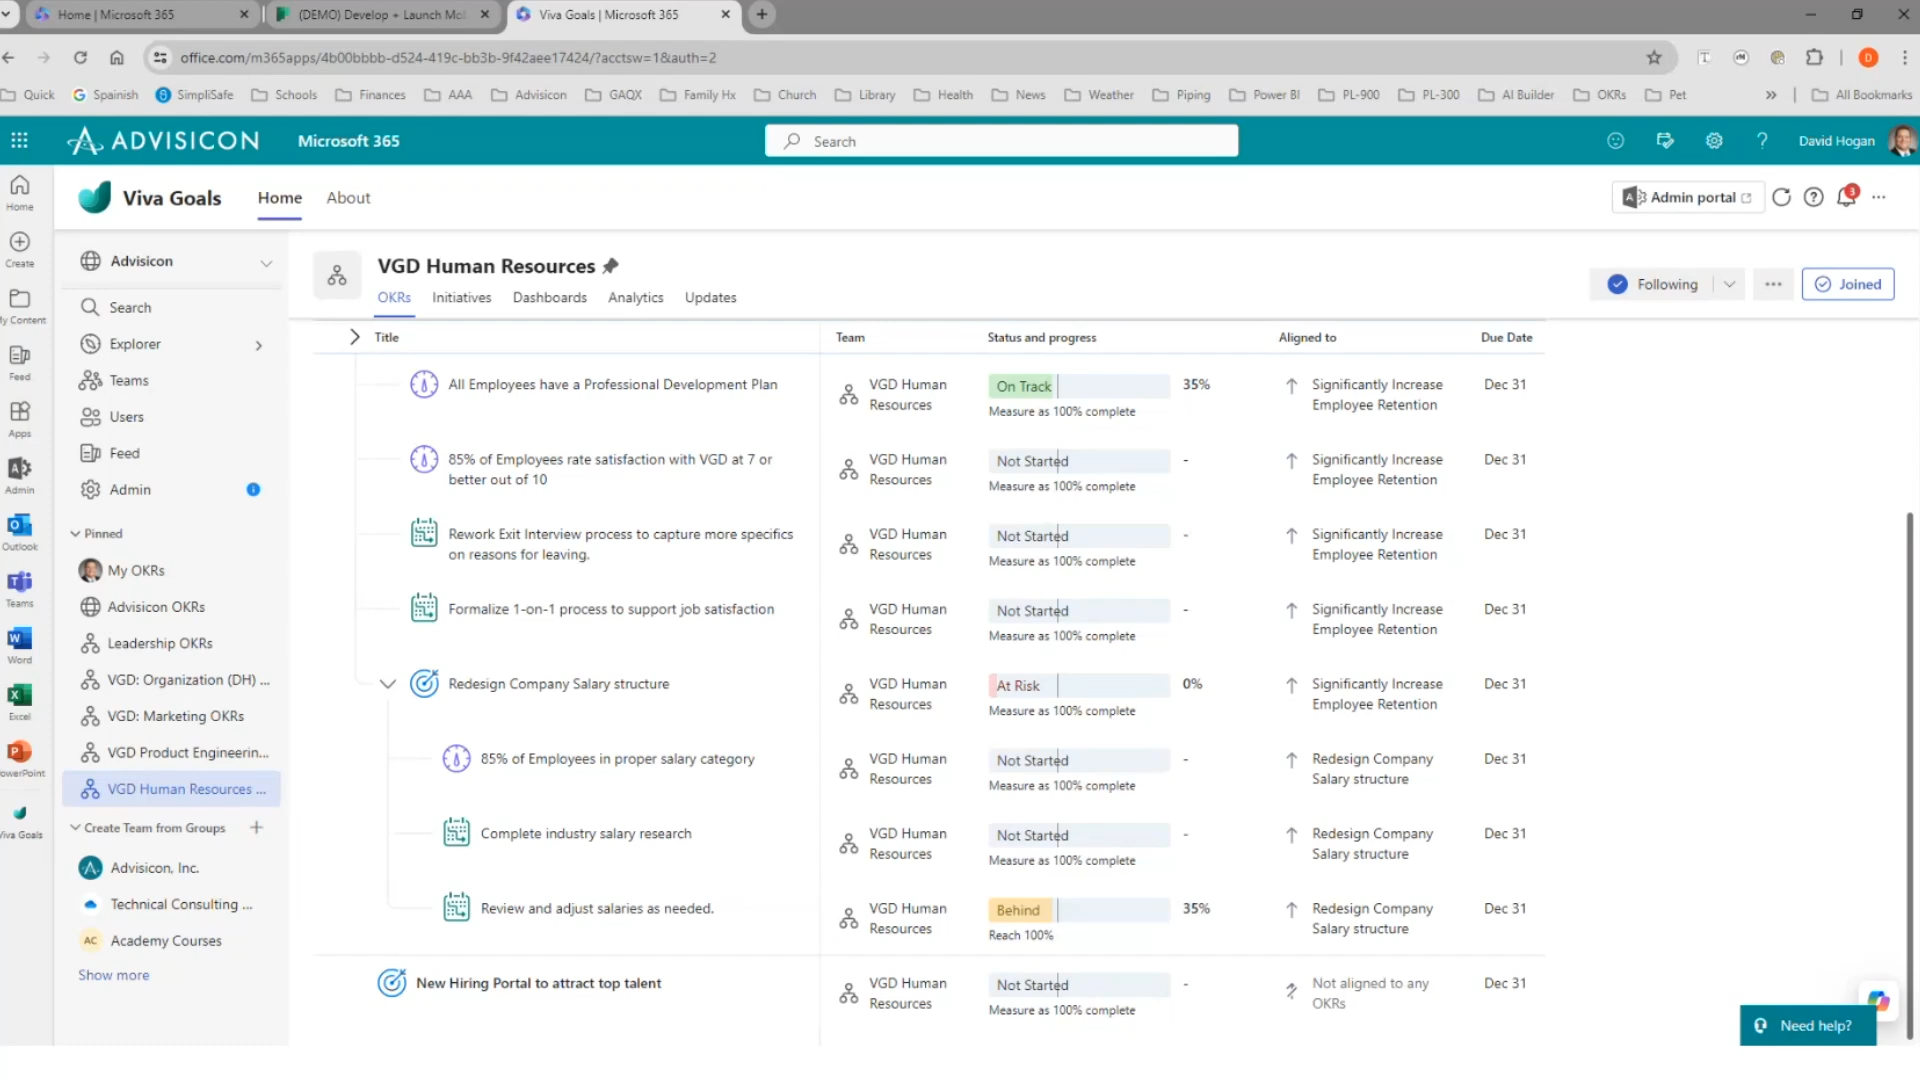 Home | Microsoft 365
(DEMO) Develop + Launch Mo
Viva Goals | Microsoft 365
office.com/m365apps/4b00bbbb-d524-419c-bb3b-9f42aee17424/?acctsw=1&auth=2
T
D
Quick
Spainish
SimpliSafe
Schools
Finances
AAA
Advisicon
GAQX
Family Hx
Church
Library
Health
News
Weather
Piping
Power BI
PL-900
PL-300
AI Builder
OKRs
Pet
All Bookmarks
ADVISICON
Microsoft 365
Search
David Hogan
Home
Create
My Content
Feed
Apps
Admin
Outlook
Teams
Word
Excel
PowerPoint
Viva Goals
Viva Goals
Home
About
Admin portal
3
Advisicon
Search
Explorer
Teams
Users
Feed
Admin
Pinned
My OKRs
Advisicon OKRs
Leadership OKRs
VGD: Organization (DH) ...
VGD: Marketing OKRs
VGD Product Engineerin...
VGD Human Resources ...
Create Team from Groups
Advisicon, Inc.
Technical Consulting ...
AC
Academy Courses
Show more
VGD Human Resources
OKRs
Initiatives
Dashboards
Analytics
Updates
Following
Joined
Title
Team
Status and progress
Aligned to
Due Date
All Employees have a Professional Development Plan
VGD Human
Resources
On Track
35%
Measure as 100% complete
Significantly Increase
Employee Retention
Dec 31
85% of Employees rate satisfaction with VGD at 7 or
better out of 10
VGD Human
Resources
Not Started
-
Measure as 100% complete
Significantly Increase
Employee Retention
Dec 31
Rework Exit Interview process to capture more specifics
on reasons for leaving.
VGD Human
Resources
Not Started
-
Measure as 100% complete
Significantly Increase
Employee Retention
Dec 31
Formalize 1-on-1 process to support job satisfaction
VGD Human
Resources
Not Started
-
Measure as 100% complete
Significantly Increase
Employee Retention
Dec 31
Redesign Company Salary structure
VGD Human
Resources
At Risk
0%
Measure as 100% complete
Significantly Increase
Employee Retention
Dec 31
85% of Employees in proper salary category
VGD Human
Resources
Not Started
-
Measure as 100% complete
Redesign Company
Salary structure
Dec 31
Complete industry salary research
VGD Human
Resources
Not Started
-
Measure as 100% complete
Redesign Company
Salary structure
Dec 31
Review and adjust salaries as needed.
VGD Human
Resources
Behind
35%
Reach 100%
Redesign Company
Salary structure
Dec 31
New Hiring Portal to attract top talent
VGD Human
Resources
Not Started
-
Measure as 100% complete
Not aligned to any
OKRs
Dec 31
Need help?